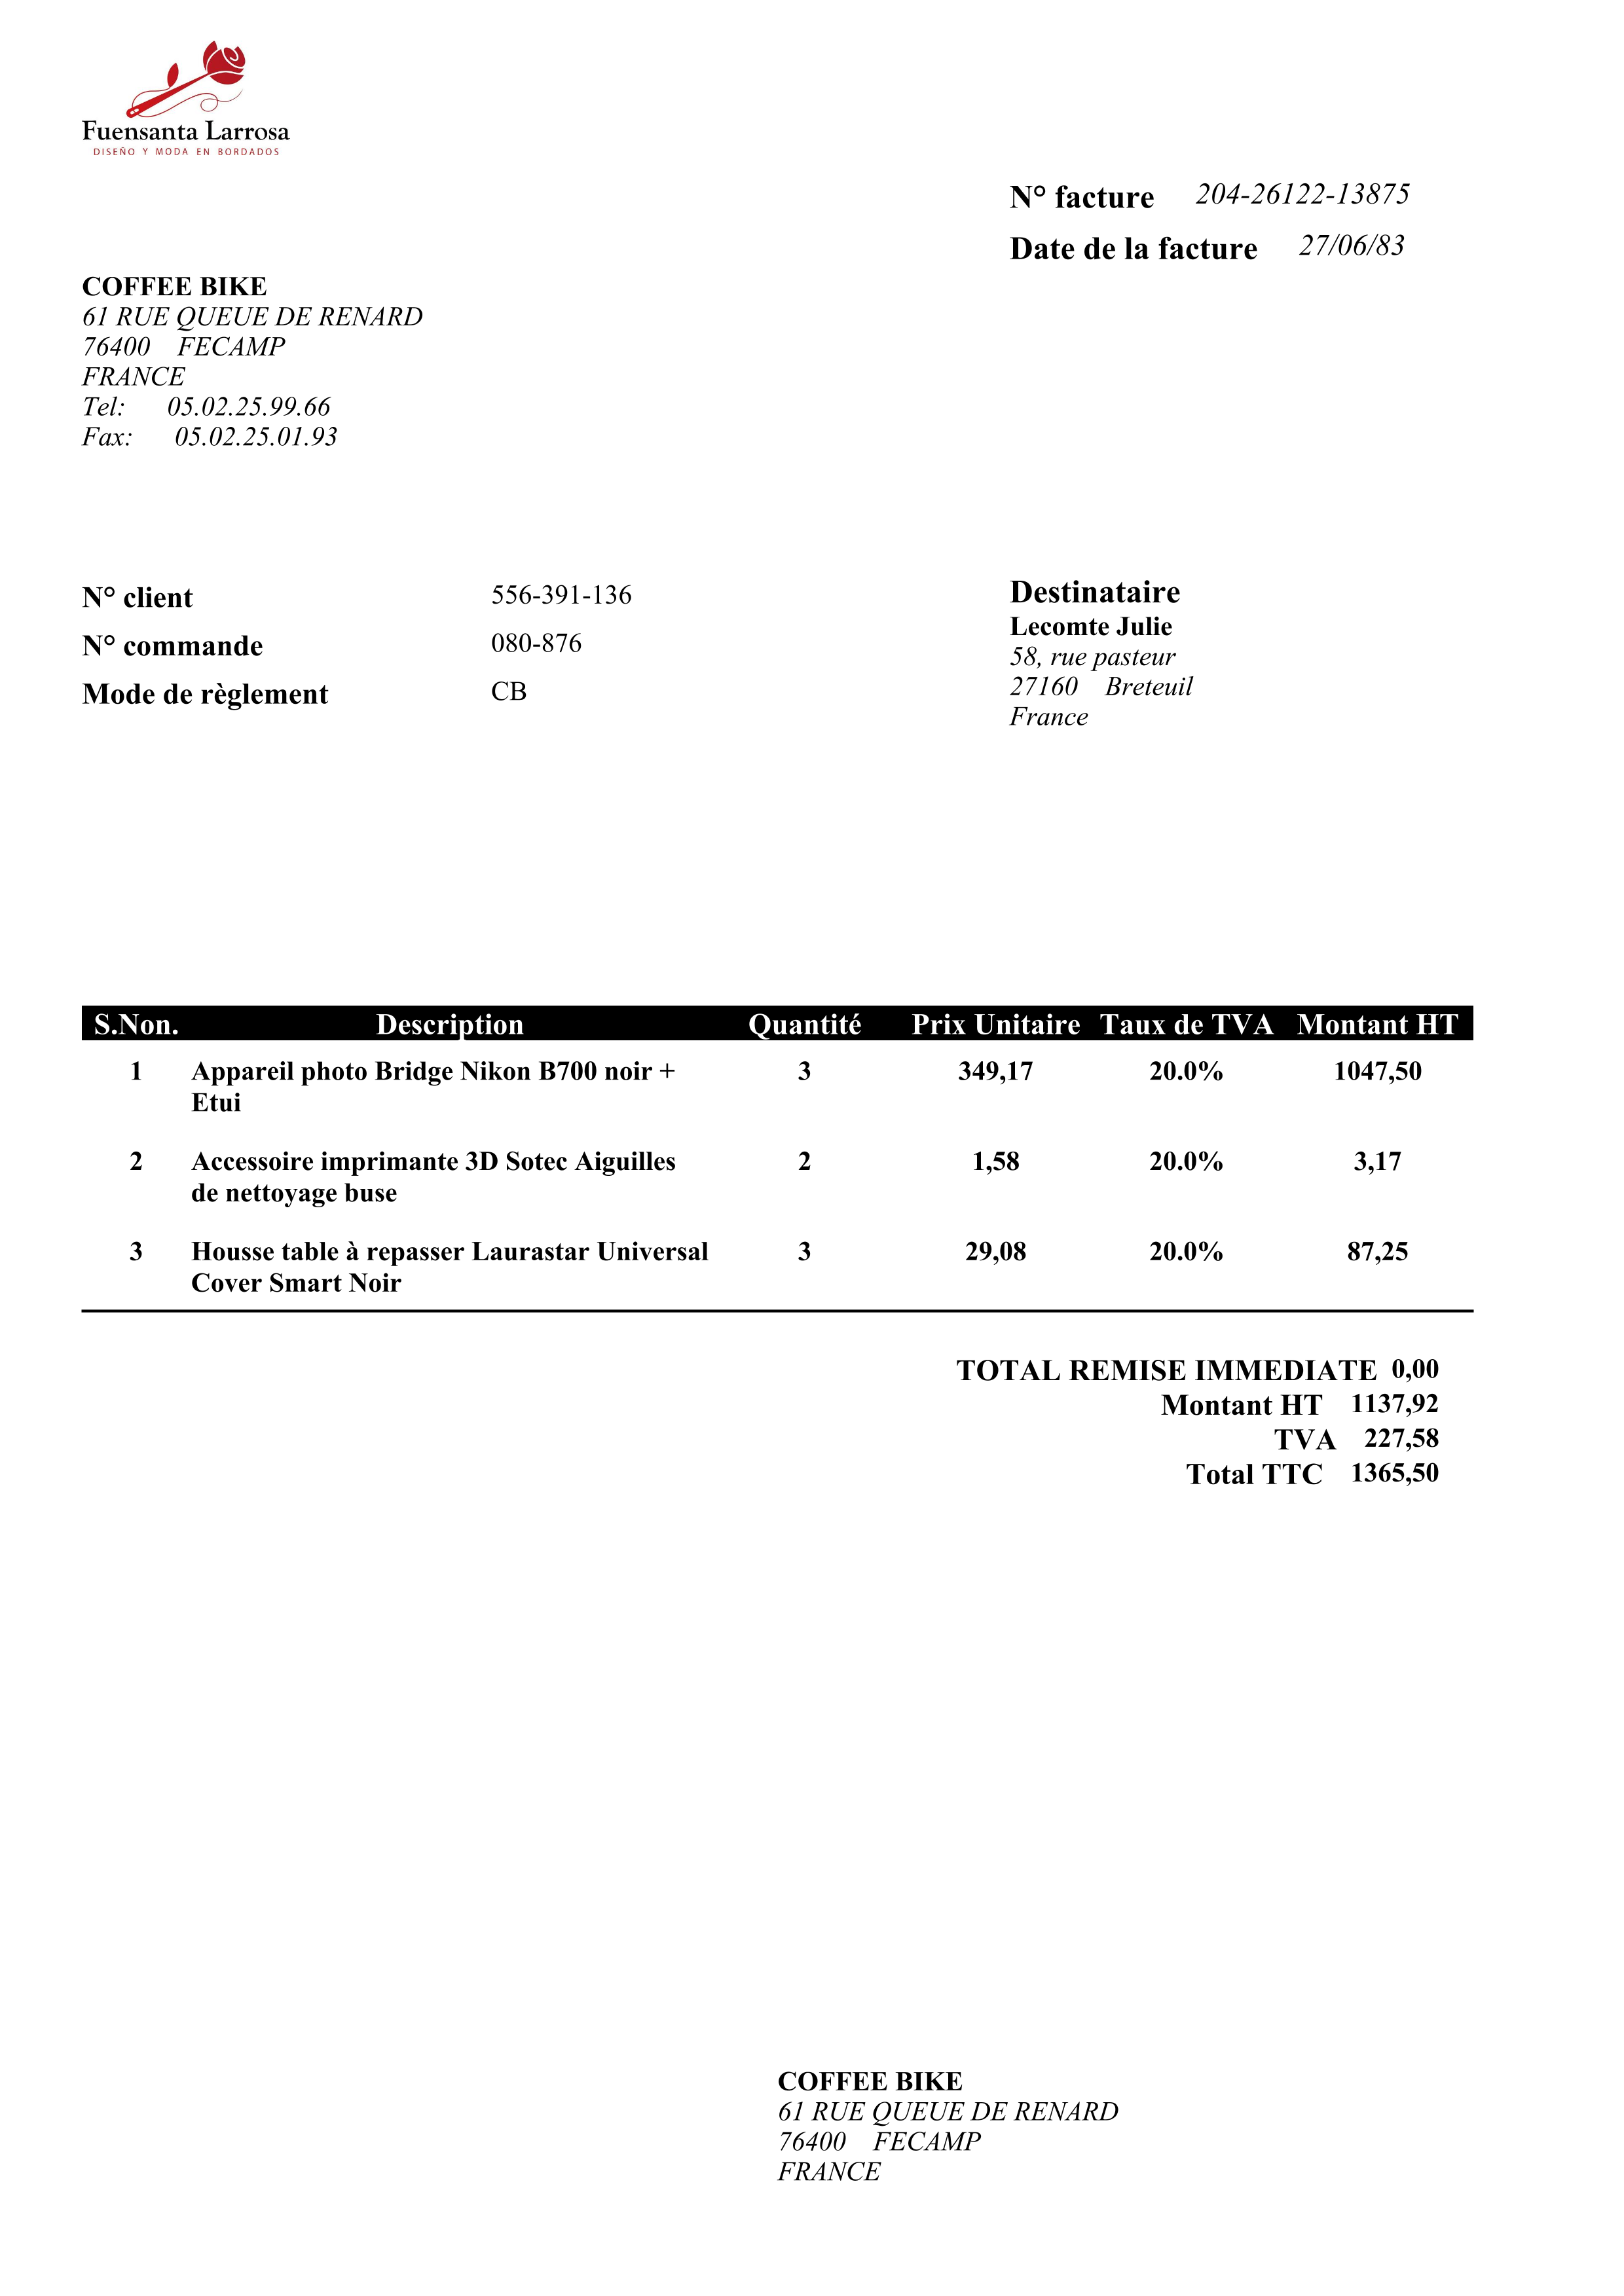 Fuensanta Larrosa
DISEÑO Y MODA EN BORDADOS
N° facture 204-26122-13875
Date de la facture 27/06/83
COFFEE BIKE
61 RUE QUEUE DE RENARD
76400 FECAMP
FRANCE
Tel: 05.02.25.99.66
Fax: 05.02.25.01.93
N° client 556-391-136
N° commande 080-876
Mode de règlement CB
Destinataire
Lecomte Julie
58, rue pasteur
27160 Breteuil
France
S.Non. Description Quantité Prix Unitaire Taux de TVA Montant HT
1 Appareil photo Bridge Nikon B700 noir + 3 349,17 20.0% 1047,50
Etui
2 Accessoire imprimante 3D Sotec Aiguilles 2 1,58 20.0% 3,17
de nettoyage buse
3 Housse table à repasser Laurastar Universal 3 29,08 20.0% 87,25
Cover Smart Noir
TOTAL REMISE IMMEDIATE 0,00
Montant HT 1137,92
TVA 227,58
Total TTC 1365,50
COFFEE BIKE
61 RUE QUEUE DE RENARD
76400 FECAMP
FRANCE